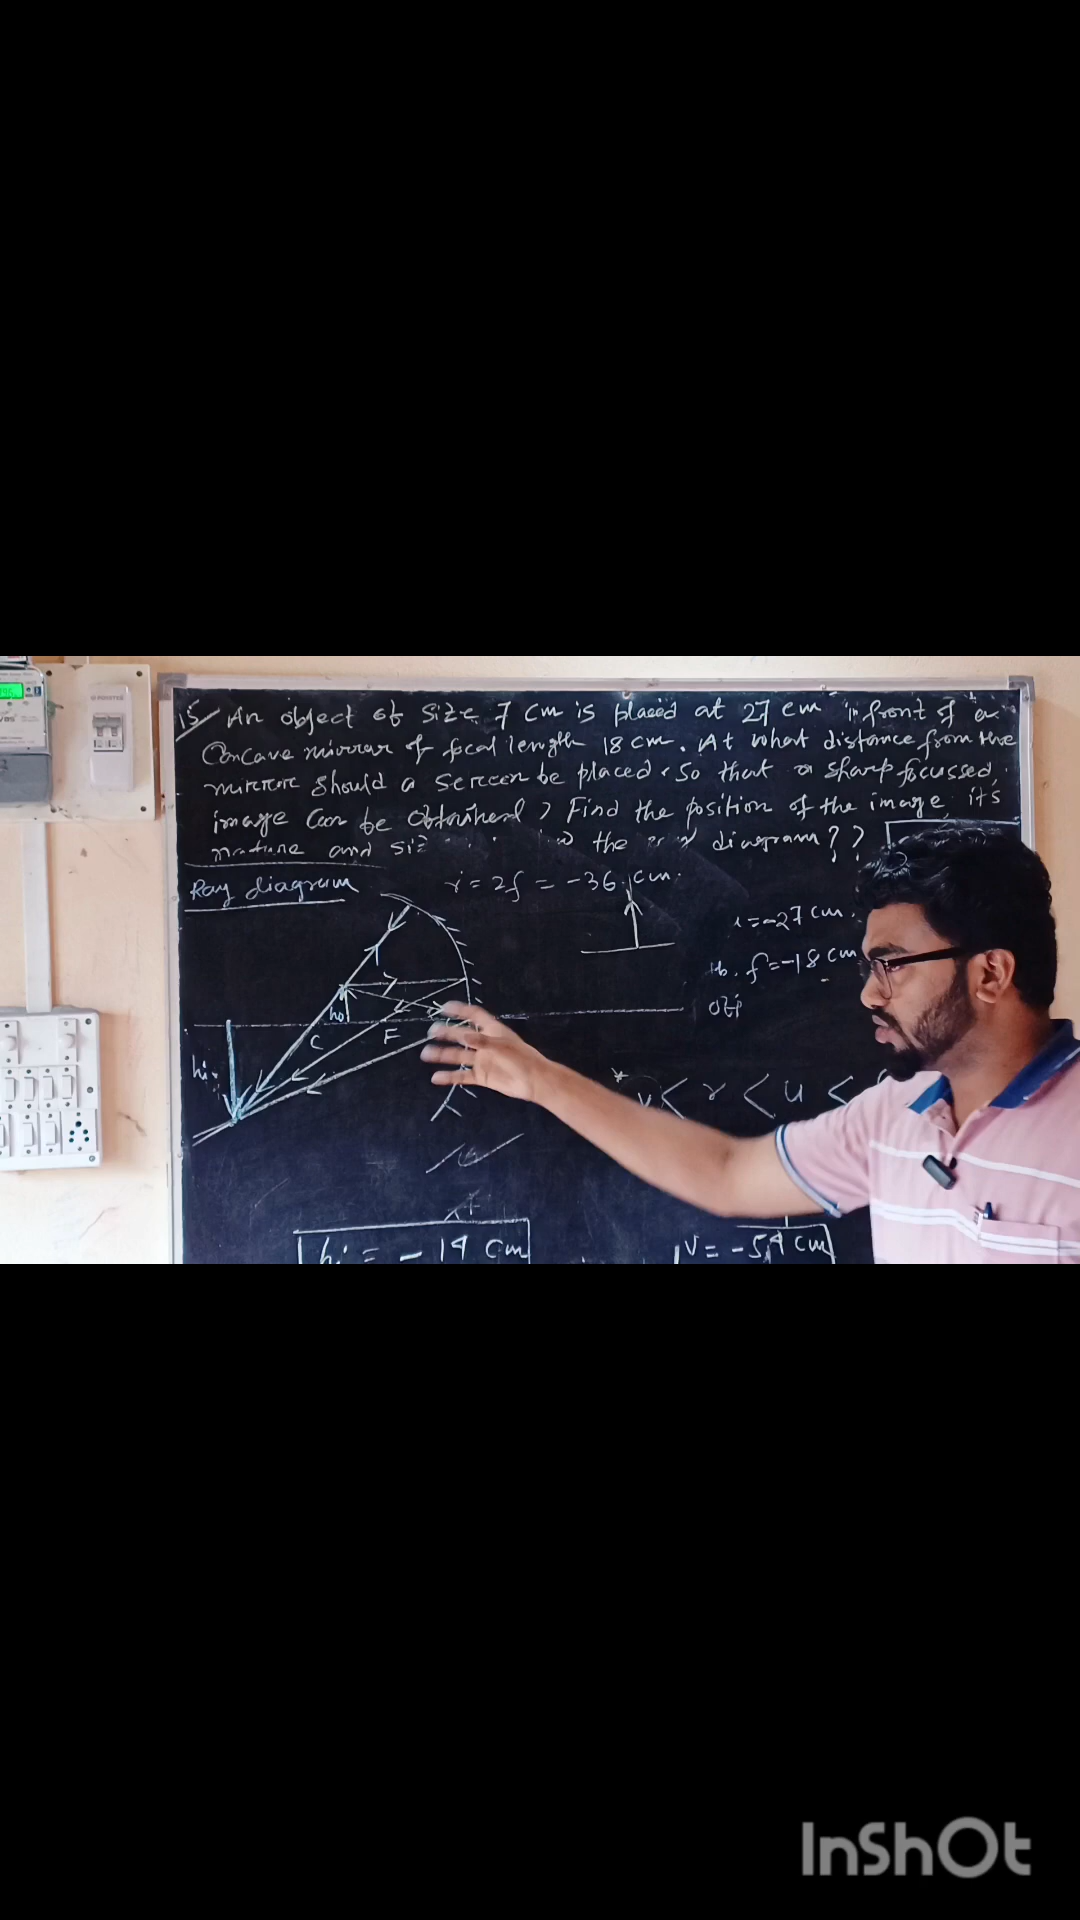 15 An object of size 7 cm is placed at 27 cm in front of a
Concave mirror of focal length 18 cm. At what distance from the
mirror should a screen be placed so that a sharp focussed
image can be obtained? Find the position of the image, it's
nature and the diagram??
Ray diagram
r = 2f = -36 cm.
= -27 cm.
f = -18 cm
ho
C
F
hi
* v < r < u <
hi = -14 cm
V = -54 cm
InShOt